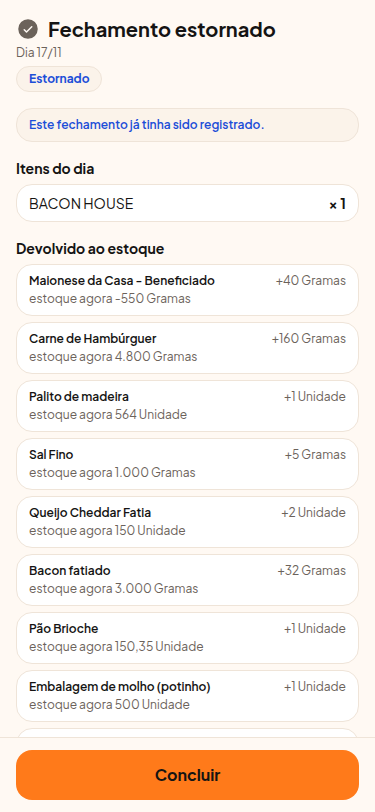 Fechamento estornado
Dia 17/11
Estornado
Este fechamento já tinha sido registrado.
Itens do dia
BACON HOUSE × 1
Devolvido ao estoque
Maionese da Casa - Beneficiado +40 Gramas
estoque agora -550 Gramas
Carne de Hambúrguer +160 Gramas
estoque agora 4.800 Gramas
Palito de madeira +1 Unidade
estoque agora 564 Unidade
Sal Fino +5 Gramas
estoque agora 1.000 Gramas
Queijo Cheddar Fatia +2 Unidade
estoque agora 150 Unidade
Bacon fatiado +32 Gramas
estoque agora 3.000 Gramas
Pão Brioche +1 Unidade
estoque agora 150,35 Unidade
Embalagem de molho (potinho) +1 Unidade
estoque agora 500 Unidade
Concluir